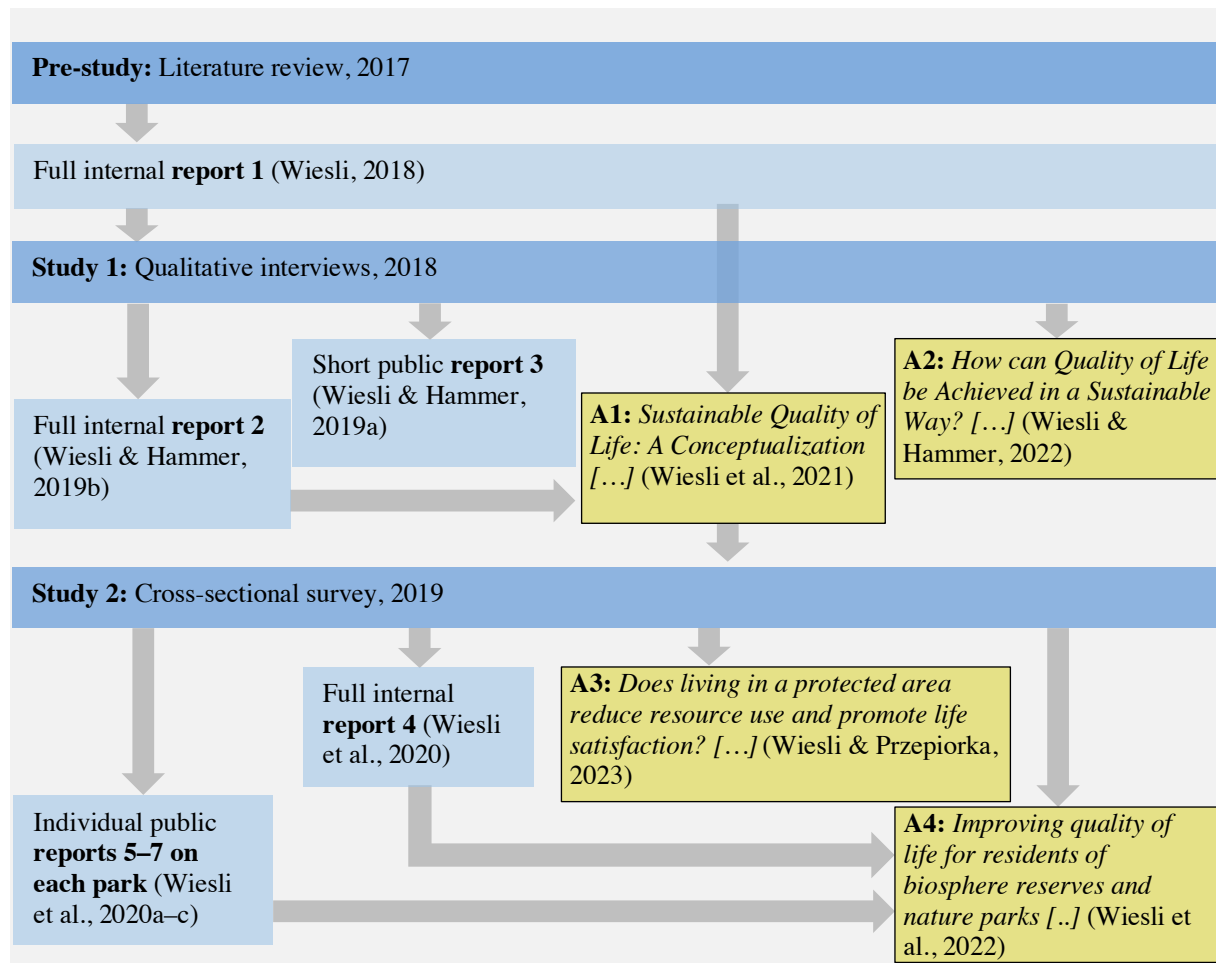 Pre-study: Literature review, 2017
Full internal report 1 (Wiesli, 2018)
Study 1: Qualitative interviews, 2018
Full internal report 2
(Wiesli & Hammer,
2019b)
Short public report 3
(Wiesli & Hammer,
2019a)
A1: Sustainable Quality of
Life: A Conceptualization
[…] (Wiesli et al., 2021)
A2: How can Quality of Life
be Achieved in a Sustainable
Way? […] (Wiesli &
Hammer, 2022)
Study 2: Cross-sectional survey, 2019
Individual public
reports 5–7 on
each park (Wiesli
et al., 2020a–c)
Full internal
report 4 (Wiesli
et al., 2020)
A3: Does living in a protected area
reduce resource use and promote life
satisfaction? […] (Wiesli & Przepiorka,
2023)
A4: Improving quality of
life for residents of
biosphere reserves and
nature parks [..] (Wiesli et
al., 2022)